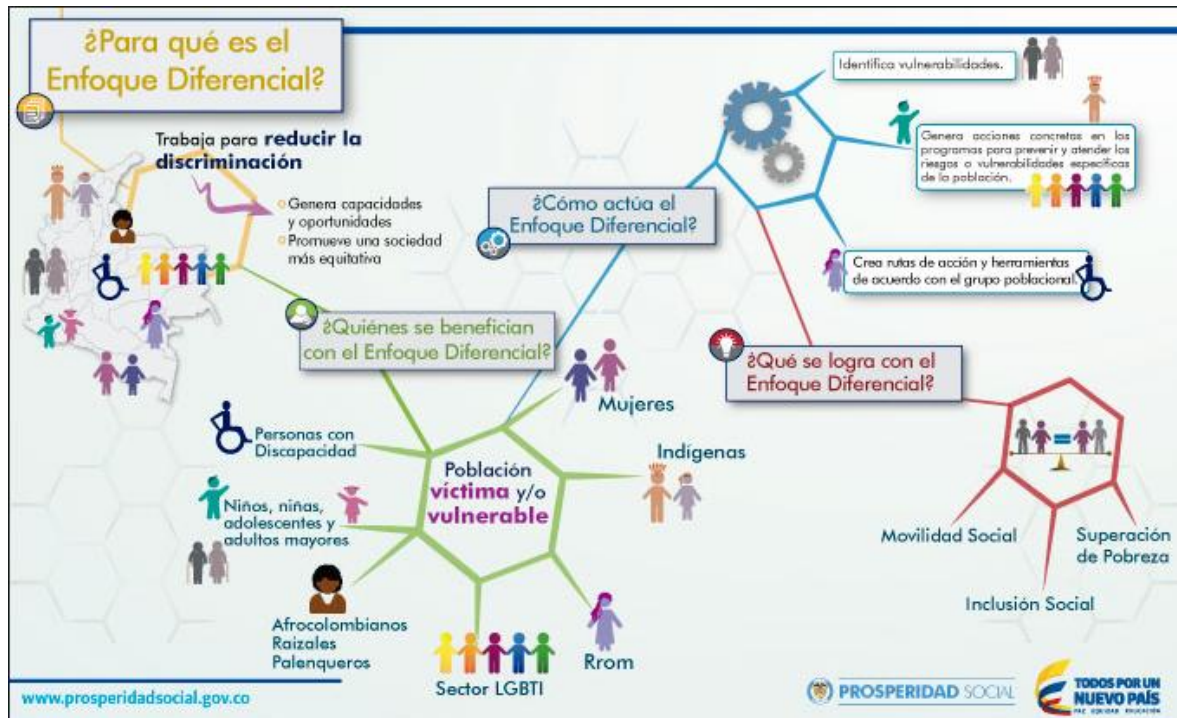 ¿Para qué es el
Enfoque Diferencial?
Trabaja para reducir la
discriminación
Genera capacidades
y oportunidades
Promueve una sociedad
más equitativa
¿Quiénes se benefician
con el Enfoque Diferencial?
Población
víctima y/o
vulnerable
Mujeres
Indígenas
Rrom
Sector LGBTI
Afrocolombianos
Raizales
Palenqueros
Niños, niñas,
adolescentes y
adultos mayores
Personas con
Discapacidad
¿Cómo actúa el
Enfoque Diferencial?
Identifica vulnerabilidades.
Genera acciones concretas en los
programas para prevenir y atender los
riesgos o vulnerabilidades específicas
de la población.
Crea rutas de acción y herramientas
de acuerdo con el grupo poblacional.
¿Qué se logra con el
Enfoque Diferencial?
=
Movilidad Social
Inclusión Social
Superación
de Pobreza
www.prosperidadsocial.gov.co
PROSPERIDAD SOCIAL
TODOS POR UN
NUEVO PAÍS
PAZ EQUIDAD EDUCACIÓN